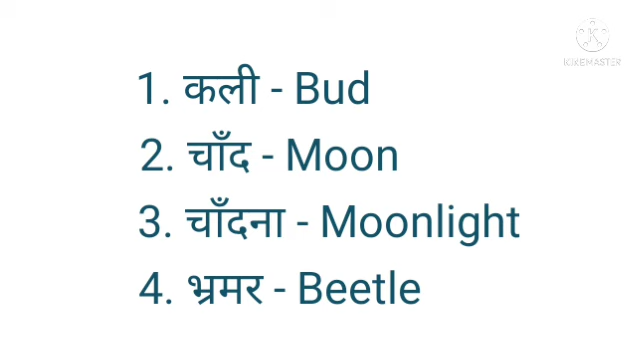 KINEMASTER
1. कली - Bud
2. चाँद - Moon
3. चाँदना - Moonlight
4. भ्रमर - Beetle